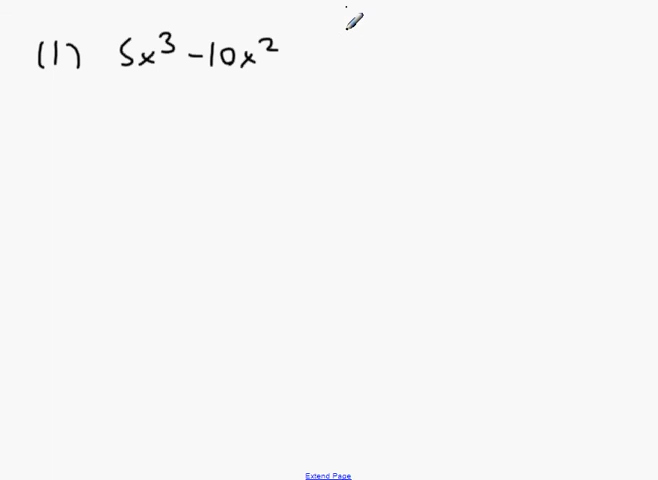 (1) 5x³ -10x²
Extend Page